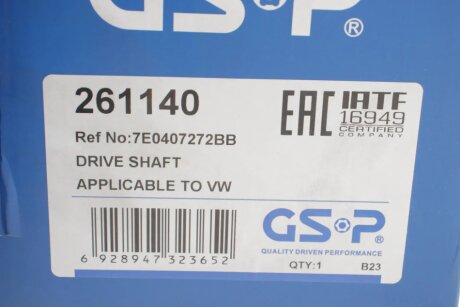 GSP®
261140
EAC IATF
16949
CERTIFIED
COMPANY
Ref No:7E0407272BB
DRIVE SHAFT
APPLICABLE TO VW
GSP®
QUALITY DRIVEN PERFORMANCE
6 928947 323652
QTY:1 B23